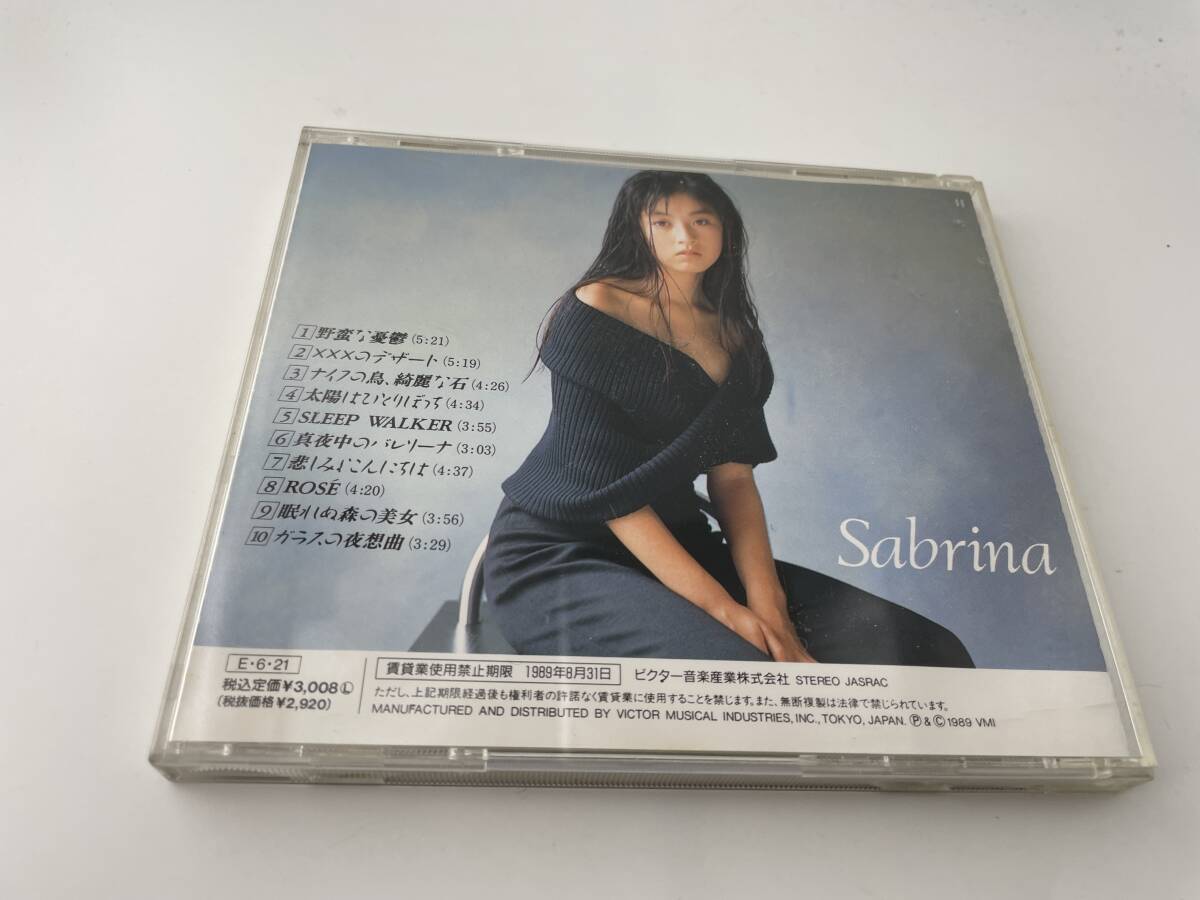 1 野蛮な憂鬱 (5:21)
2 ×××のデザート (5:19)
3 ナイフの鳥、綺麗な石 (4:26)
4 太陽はひとりぼっち (4:34)
5 SLEEP WALKER (3:55)
6 真夜中のバレリーナ (3:03)
7 悲しみよこんにちは (4:37)
8 ROSÉ (4:20)
9 眠れぬ森の美女 (3:56)
10 ガラスの夜想曲 (3:29)
Sabrina
E・6・21
税込定価¥3,008Ⓛ
(税抜価格¥2,920)
賃貸業使用禁止期限 1989年8月31日 ビクター音楽産業株式会社 STEREO JASRAC
ただし、上記期限経過後も権利者の許諾なく賃貸業に使用することを禁じます。また、無断複製は法律で禁じられています。
MANUFACTURED AND DISTRIBUTED BY VICTOR MUSICAL INDUSTRIES, INC., TOKYO, JAPAN. Ⓟ & Ⓒ 1989 VMI